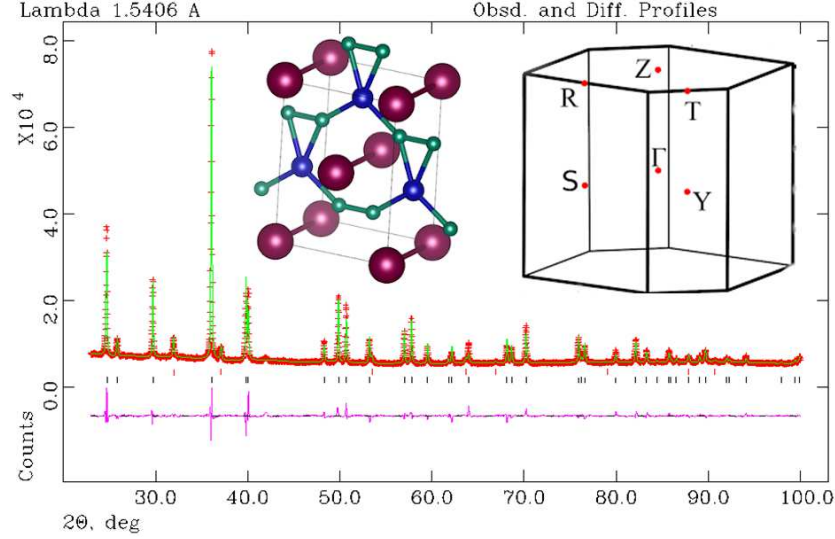 Lambda 1.5406 A
Obsd. and Diff. Profiles
X10 4
Counts
8.0
6.0
4.0
2.0
0.0
Z
R
T
Γ
S
Y
30.0 40.0 50.0 60.0 70.0 80.0 90.0 100.0
2Θ, deg